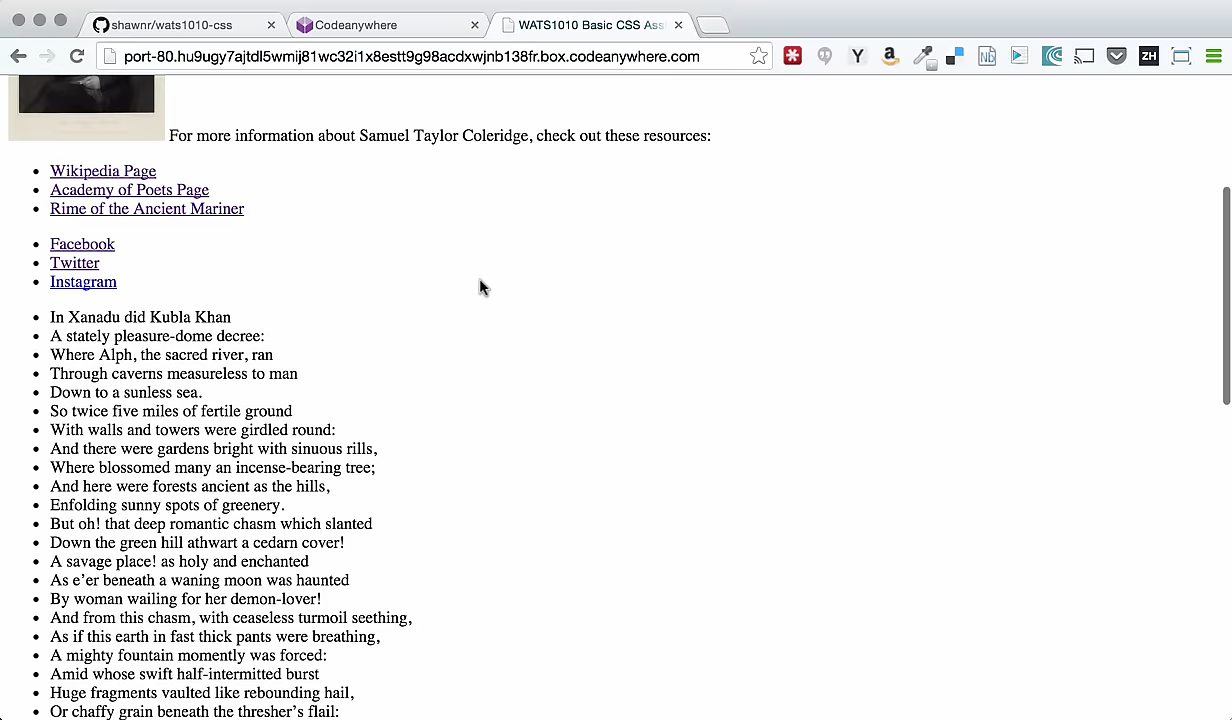 shawnr/wats1010-css
Codeanywhere
WATS1010 Basic CSS Ass
port-80.hu9ugy7ajtdl5wmij81wc32i1x8estt9g98acdxwjnb138fr.box.codeanywhere.com
For more information about Samuel Taylor Coleridge, check out these resources:
Wikipedia Page
Academy of Poets Page
Rime of the Ancient Mariner
Facebook
Twitter
Instagram
In Xanadu did Kubla Khan
A stately pleasure-dome decree:
Where Alph, the sacred river, ran
Through caverns measureless to man
Down to a sunless sea.
So twice five miles of fertile ground
With walls and towers were girdled round:
And there were gardens bright with sinuous rills,
Where blossomed many an incense-bearing tree;
And here were forests ancient as the hills,
Enfolding sunny spots of greenery.
But oh! that deep romantic chasm which slanted
Down the green hill athwart a cedarn cover!
A savage place! as holy and enchanted
As e’er beneath a waning moon was haunted
By woman wailing for her demon-lover!
And from this chasm, with ceaseless turmoil seething,
As if this earth in fast thick pants were breathing,
A mighty fountain momently was forced:
Amid whose swift half-intermitted burst
Huge fragments vaulted like rebounding hail,
Or chaffy grain beneath the thresher’s flail: